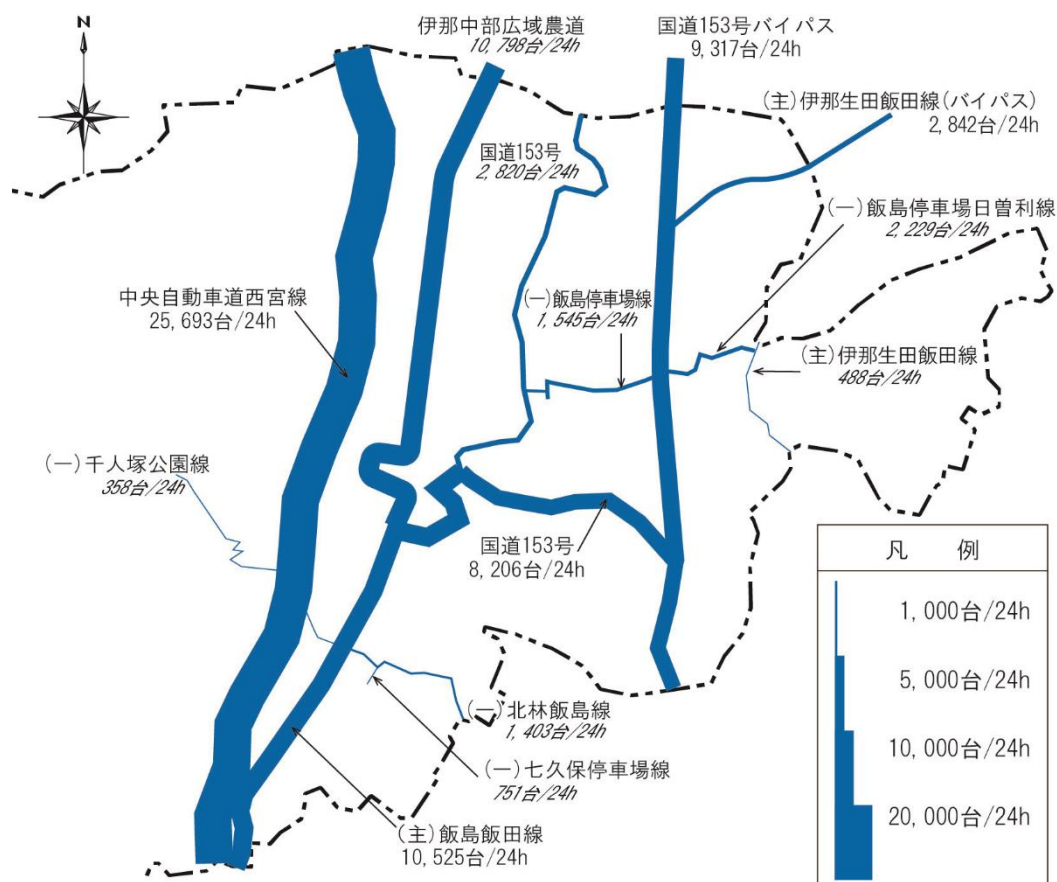 N
伊那中部広域農道
10,798台/24h
国道153号バイパス
9,317台/24h
(主)伊那生田飯田線(バイパス)
2,842台/24h
国道153号
2,820台/24h
(一)飯島停車場日曽利線
2,229台/24h
中央自動車道西宮線
25,693台/24h
(一)飯島停車場線
1,545台/24h
(主)伊那生田飯田線
488台/24h
(一)千人塚公園線
358台/24h
国道153号
8,206台/24h
(一)北林飯島線
1,403台/24h
(一)七久保停車場線
751台/24h
(主)飯島飯田線
10,525台/24h
凡 例
1,000台/24h
5,000台/24h
10,000台/24h
20,000台/24h